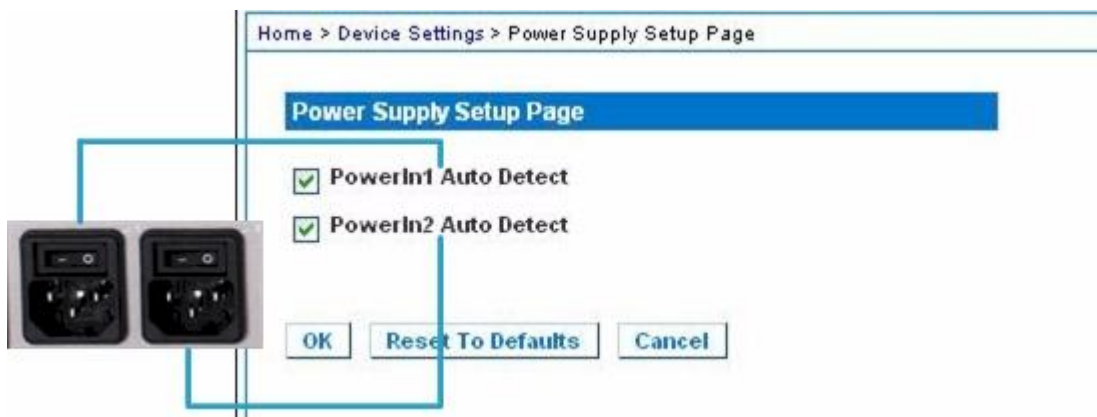 Home > Device Settings > Power Supply Setup Page
Power Supply Setup Page
PowerIn1 Auto Detect
PowerIn2 Auto Detect
OK Reset To Defaults Cancel